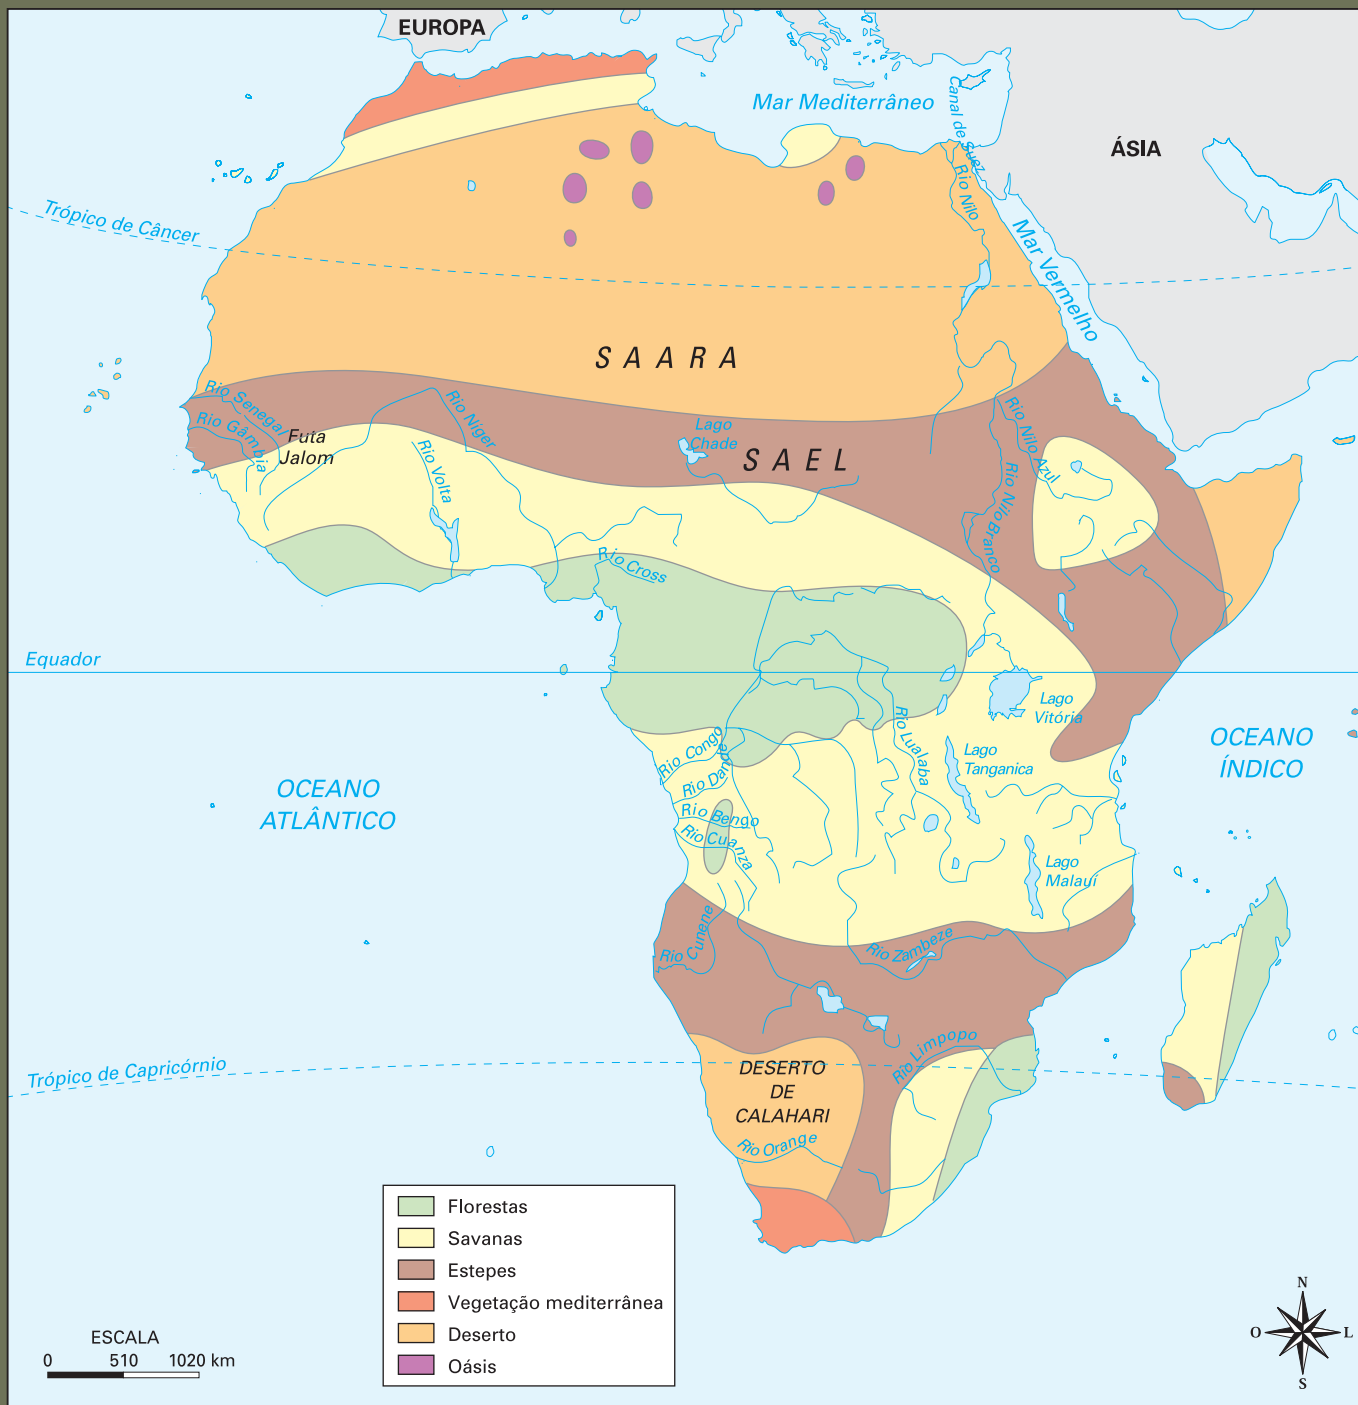 EUROPA
Mar Mediterrâneo
Canal de Suez
ÁSIA
Rio Nilo
Trópico de Câncer
Mar Vermelho
SAARA
Rio Senegal
Rio Gâmbia
Futa
Jalom
Rio Níger
Rio Volta
Lago
Chade
SAEL
Rio Nilo Azul
Rio Nilo Branco
Rio Cross
Equador
Lago
Vitória
Rio Lualaba
Rio Congo
Rio Dande
Lago
Tanganica
OCEANO
ÍNDICO
OCEANO
ATLÂNTICO
Rio Bengo
Rio Cuanza
Lago
Malauí
Rio Cunene
Rio Zambeze
Rio Limpopo
Trópico de Capricórnio
DESERTO
DE
CALAHARI
Rio Orange
Florestas
Savanas
Estepes
Vegetação mediterrânea
Deserto
Oásis
ESCALA
0 510 1020 km
N
O L
S